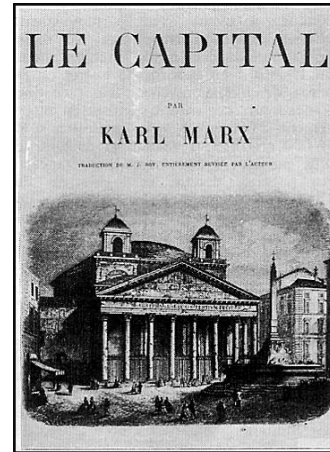 LE CAPITAL
PAR
KARL MARX
TRADUCTION DE M. J. ROY, ENTIÈREMENT REVISÉE PAR L'AUTEUR